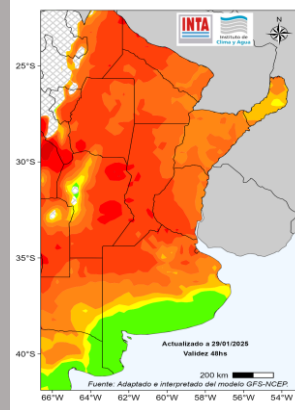 INTA
Instituto de
Clima y Agua
N
25°S
30°S
35°S
40°S
Actualizado a 29/01/2025
Validez 48hs
200 km
Fuente: Adaptado e interpretado del modelo GFS-NCEP.
66°W 64°W 62°W 60°W 58°W 56°W 54°W